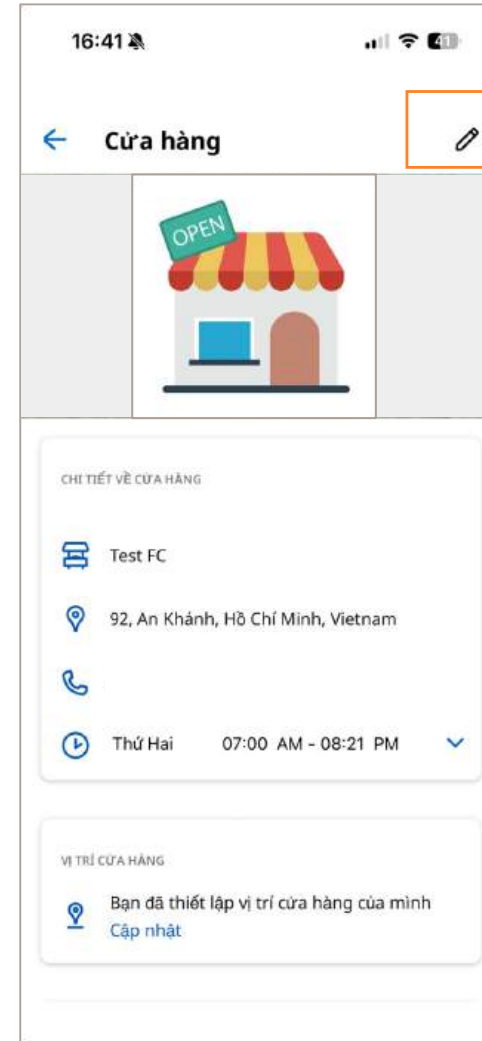 16:41
41
Cửa hàng
OPEN
CHI TIẾT VỀ CỬA HÀNG
Test FC
92, An Khánh, Hồ Chí Minh, Vietnam
Thứ Hai 07:00 AM - 08:21 PM
VỊ TRÍ CỬA HÀNG
Bạn đã thiết lập vị trí cửa hàng của mình
Cập nhật